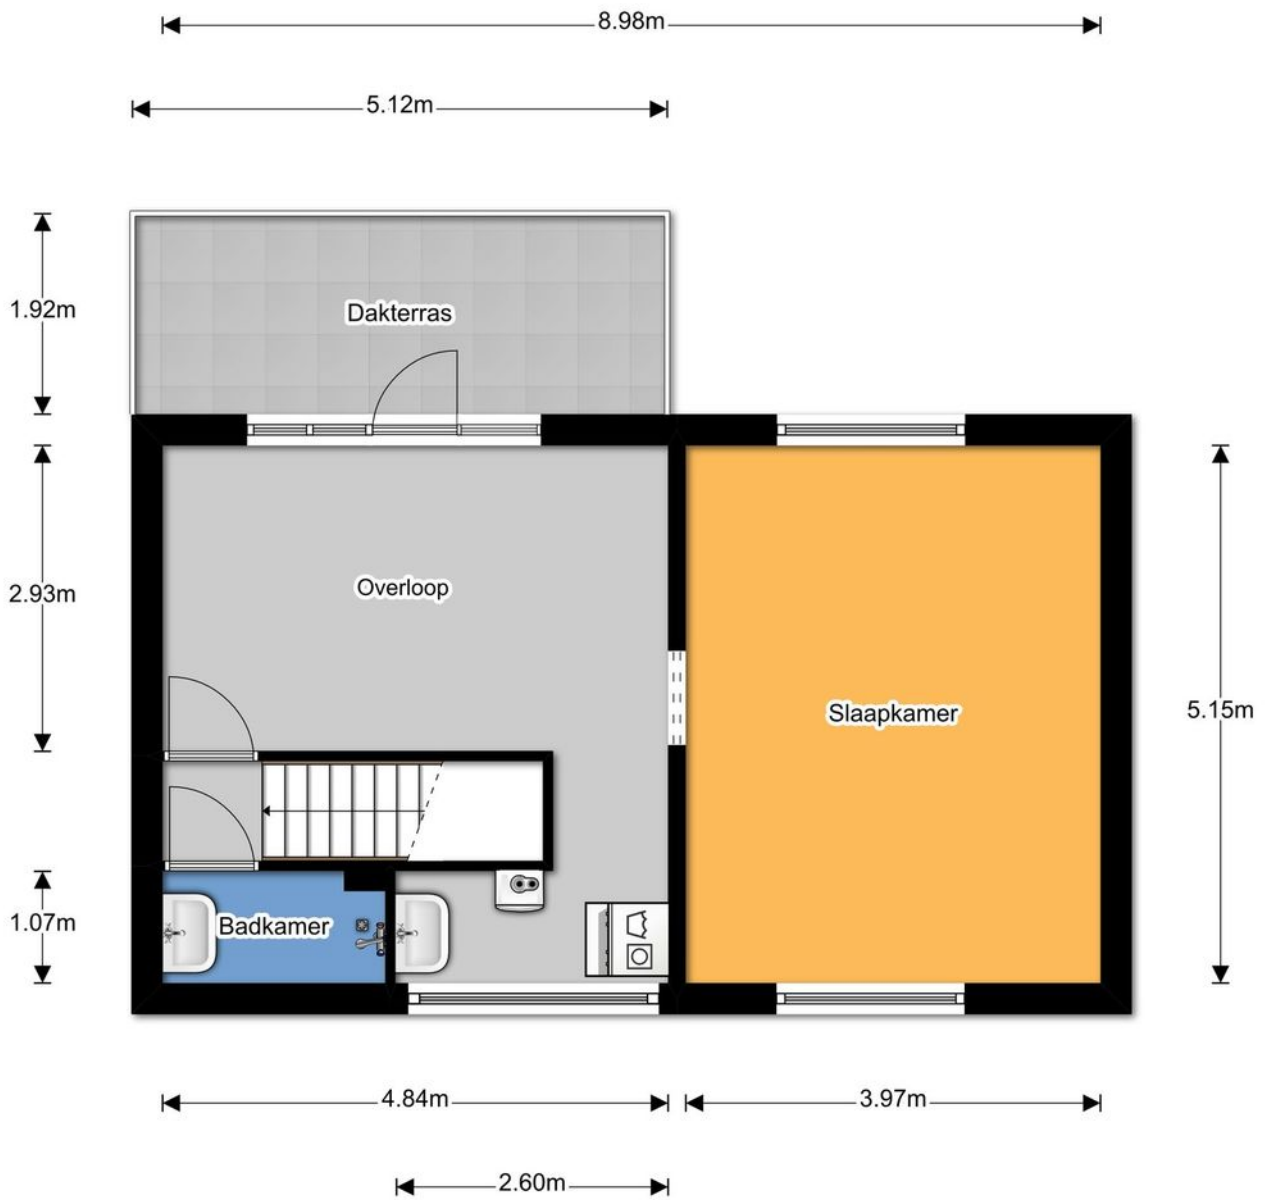 8.98m
5.12m
1.92m
Dakterras
2.93m
Overloop
Slaapkamer
5.15m
1.07m
Badkamer
4.84m
3.97m
2.60m